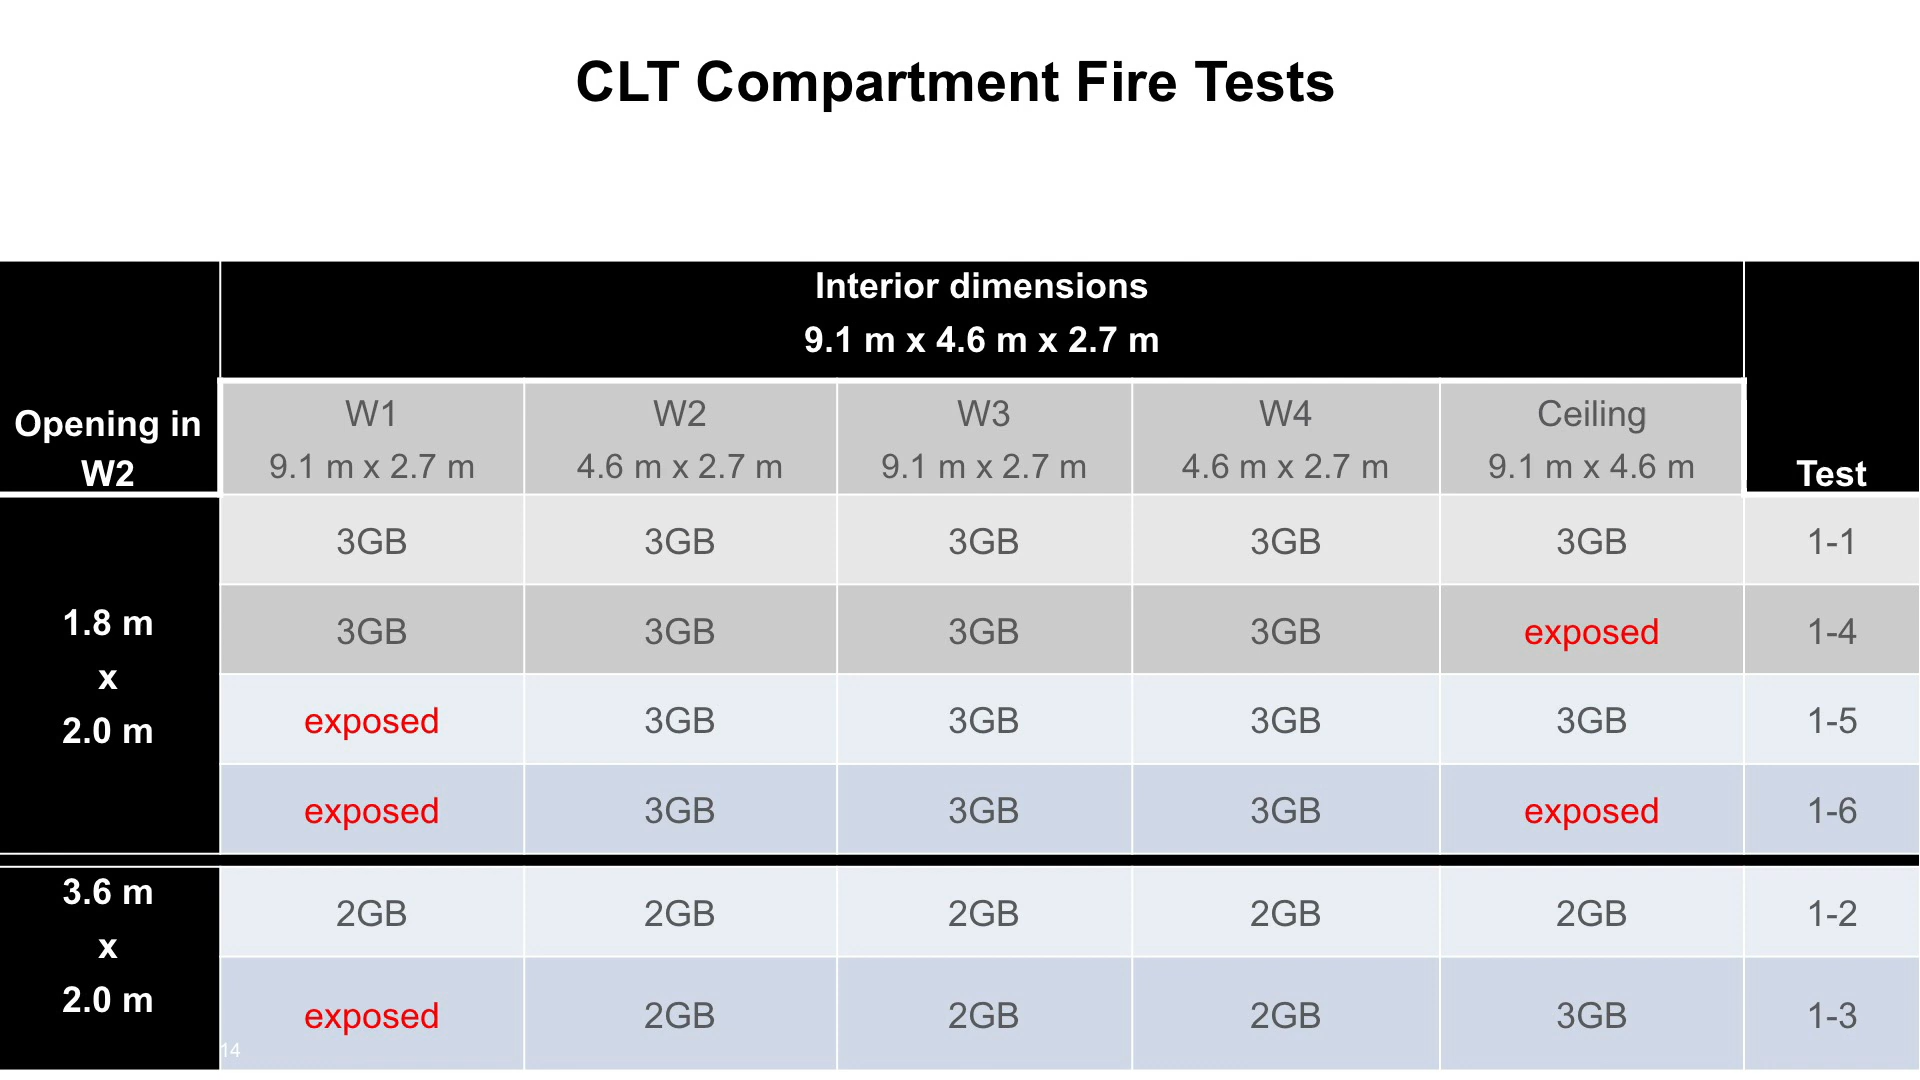 CLT Compartment Fire Tests
Interior dimensions
9.1 m x 4.6 m x 2.7 m
Opening in
W2
W1
9.1 m x 2.7 m
W2
4.6 m x 2.7 m
W3
9.1 m x 2.7 m
W4
4.6 m x 2.7 m
Ceiling
9.1 m x 4.6 m
Test
1.8 m
x
2.0 m
3GB 3GB 3GB 3GB 3GB 1-1
3GB 3GB 3GB 3GB exposed 1-4
exposed 3GB 3GB 3GB 3GB 1-5
exposed 3GB 3GB 3GB exposed 1-6
3.6 m
x
2.0 m
2GB 2GB 2GB 2GB 2GB 1-2
exposed 2GB 2GB 2GB 3GB 1-3
14